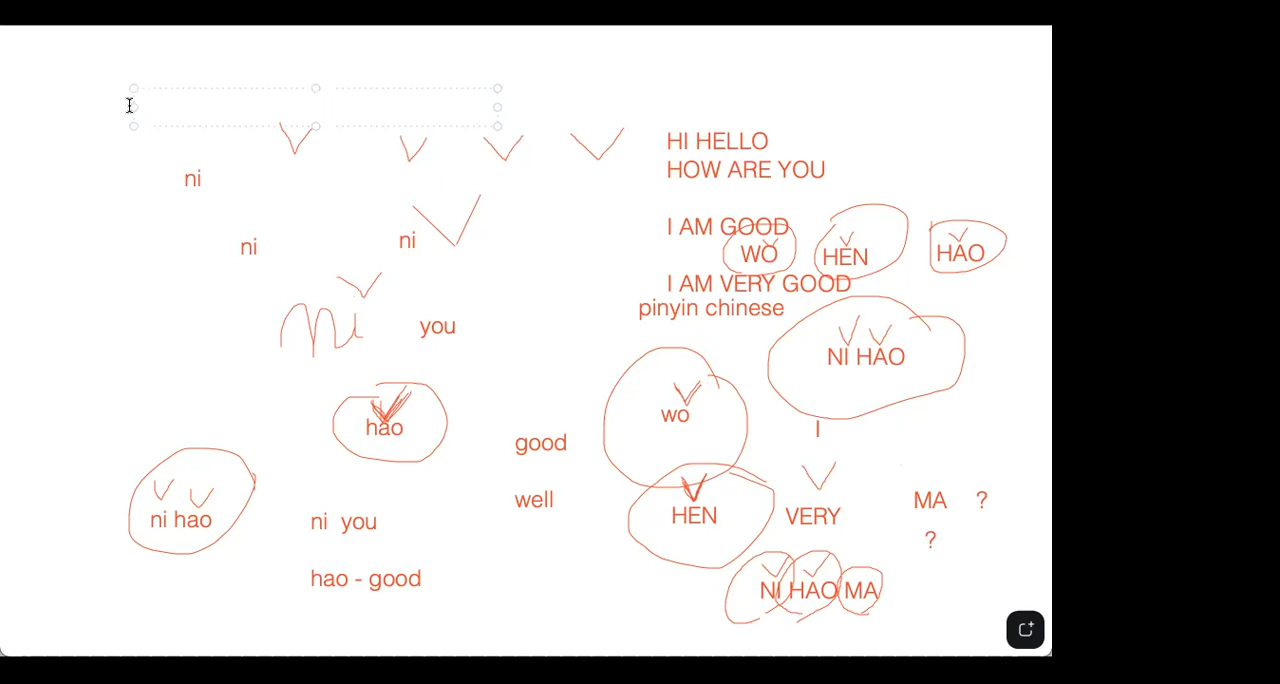 HI HELLO
HOW ARE YOU
ni
I AM GOOD
ni
ni
WO HEN HAO
I AM VERY GOOD
pinyin chinese
ni you
NI HAO
wo
hao
I
good
well
MA ?
HEN VERY
ni hao
ni you
?
hao - good
NI HAO MA